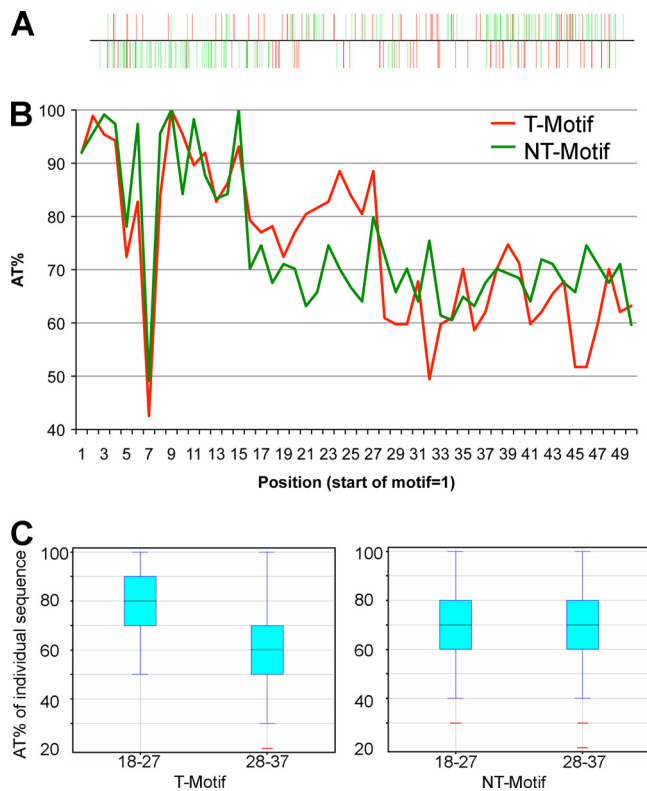 A
B
100
90
80
70
60
50
40
AT%
T-Motif
NT-Motif
1 3 5 7 9 11 13 15 17 19 21 23 25 27 29 31 33 35 37 39 41 43 45 47 49
Position (start of motif=1)
C
AT% of individual sequence
100
80
60
40
20
18-27 28-37
T-Motif
100
80
60
40
20
18-27 28-37
NT-Motif